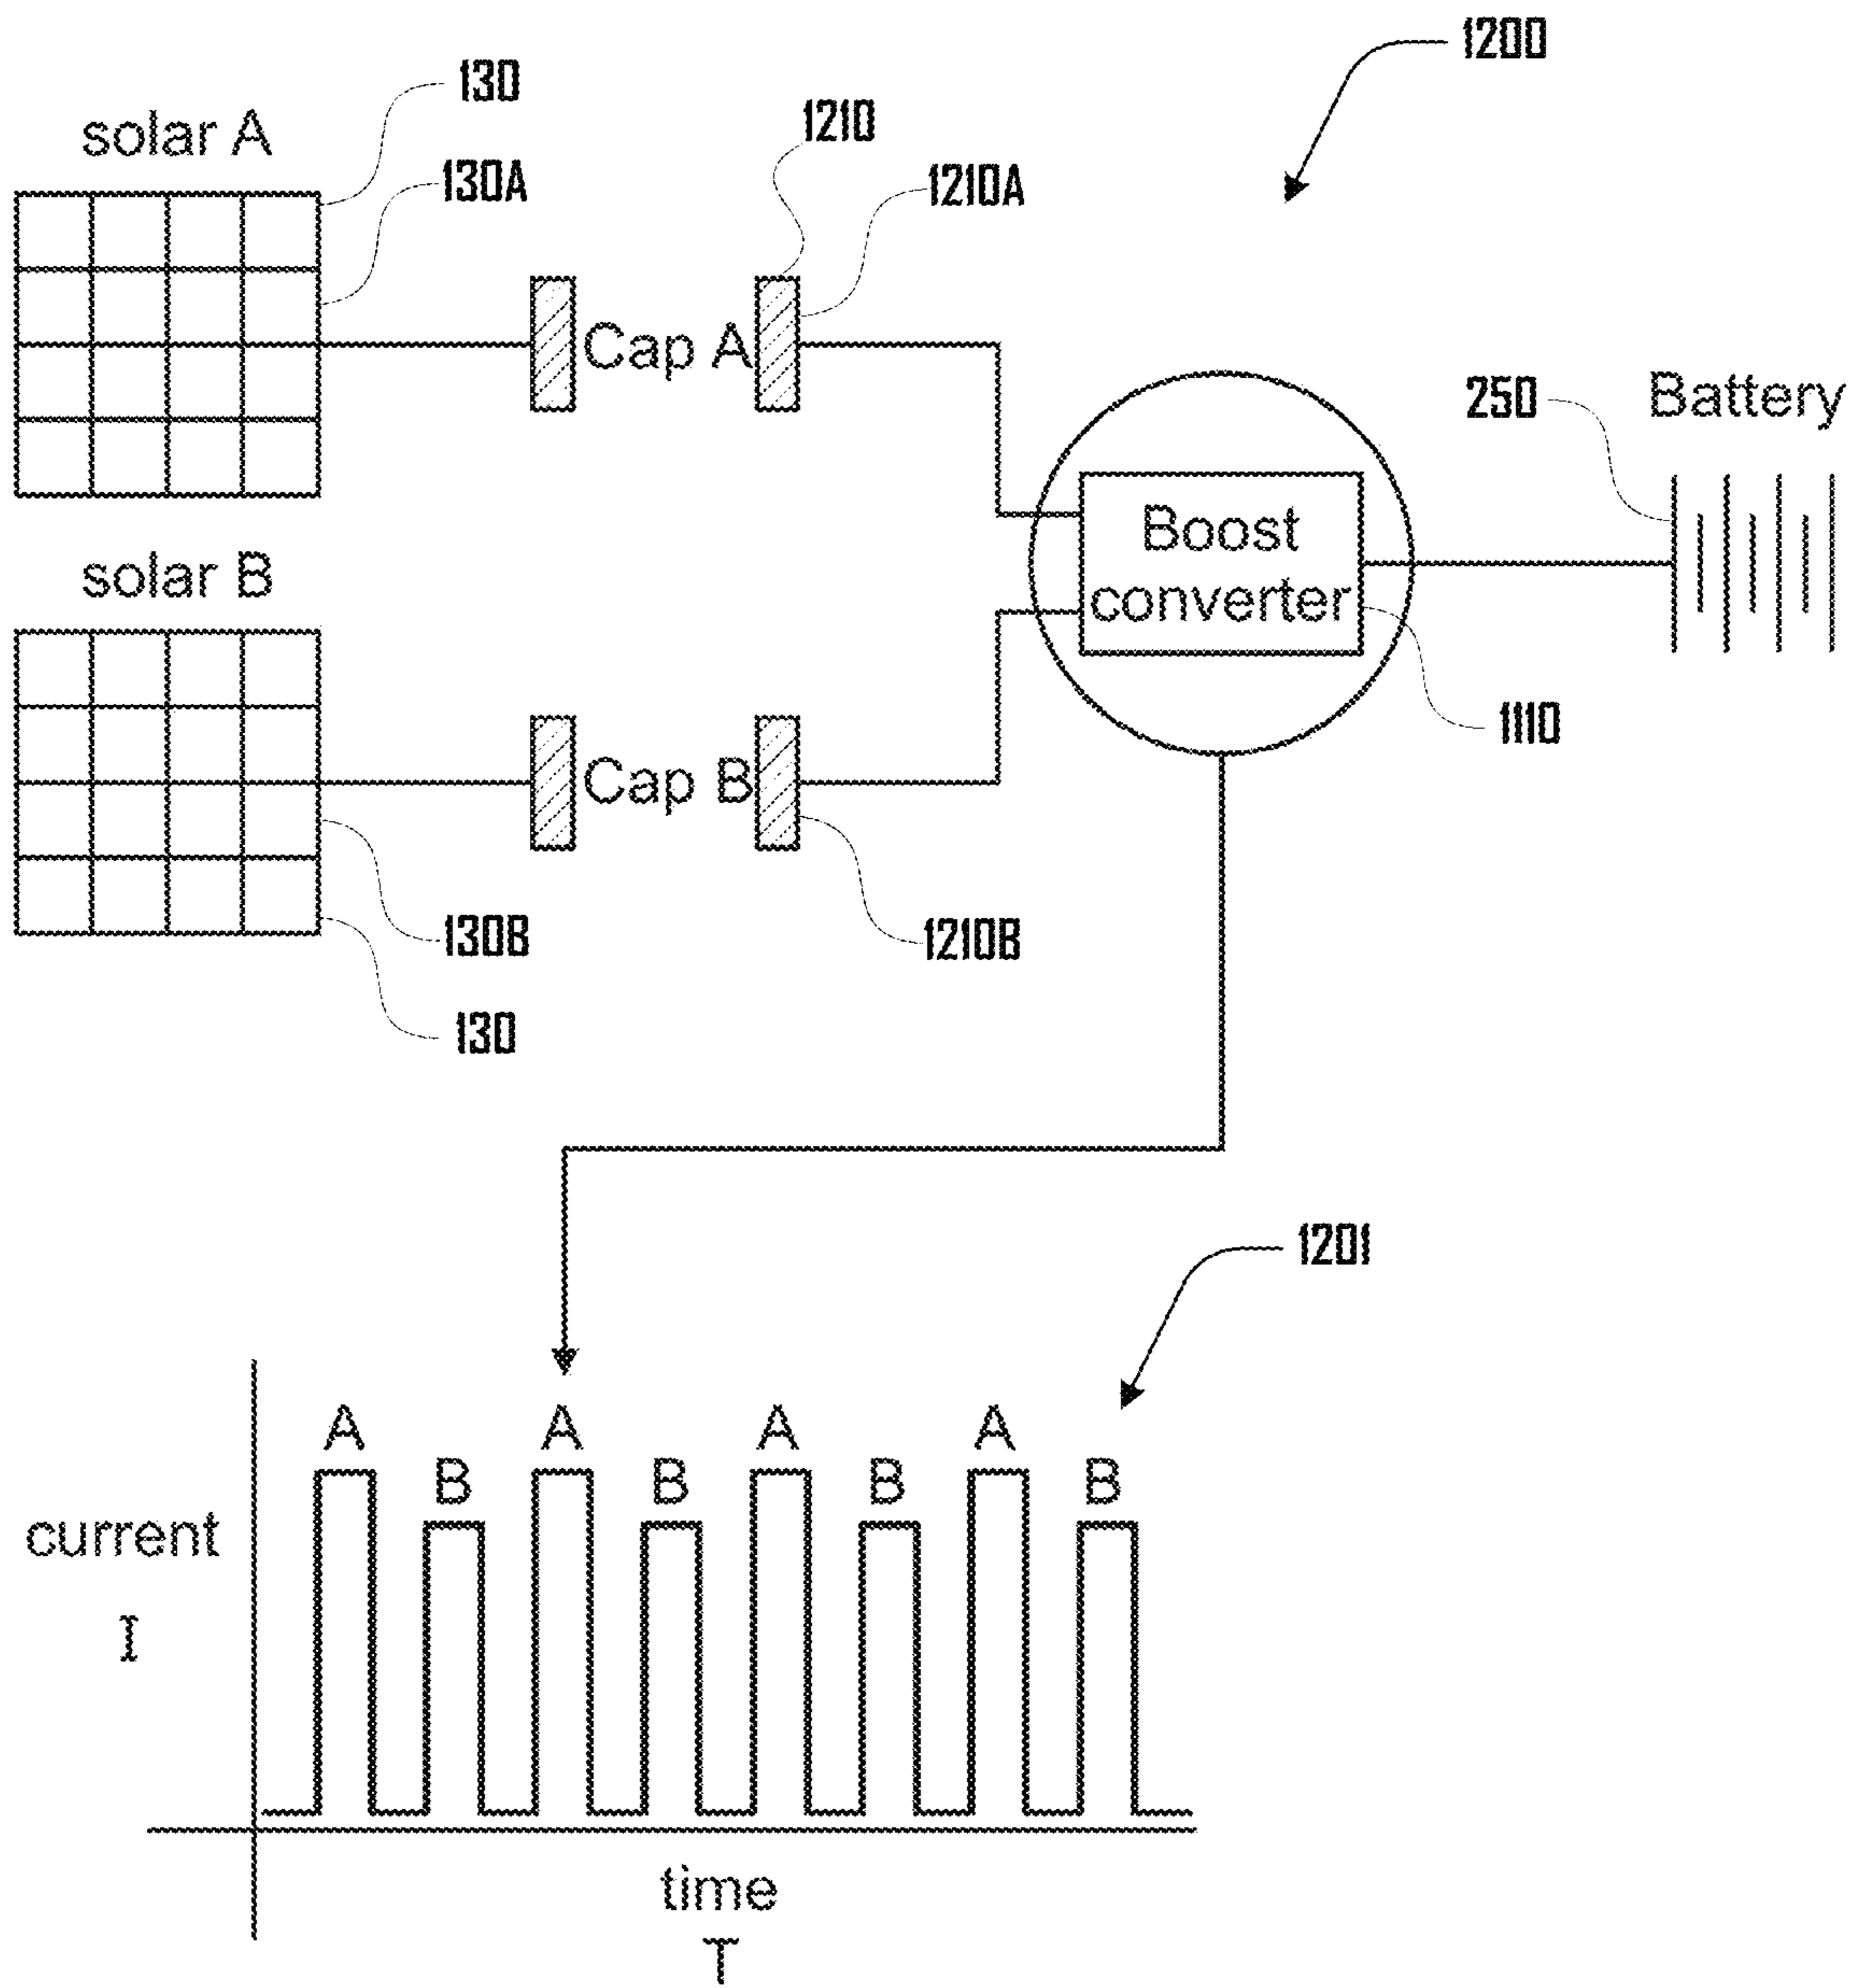 1200
130
solar A
1210
130A
1210A
Cap A
250
Battery
Boost
converter
solar B
1110
Cap B
130B
1210B
130
1201
A
A
A
A
B
B
B
B
current
I
time
T